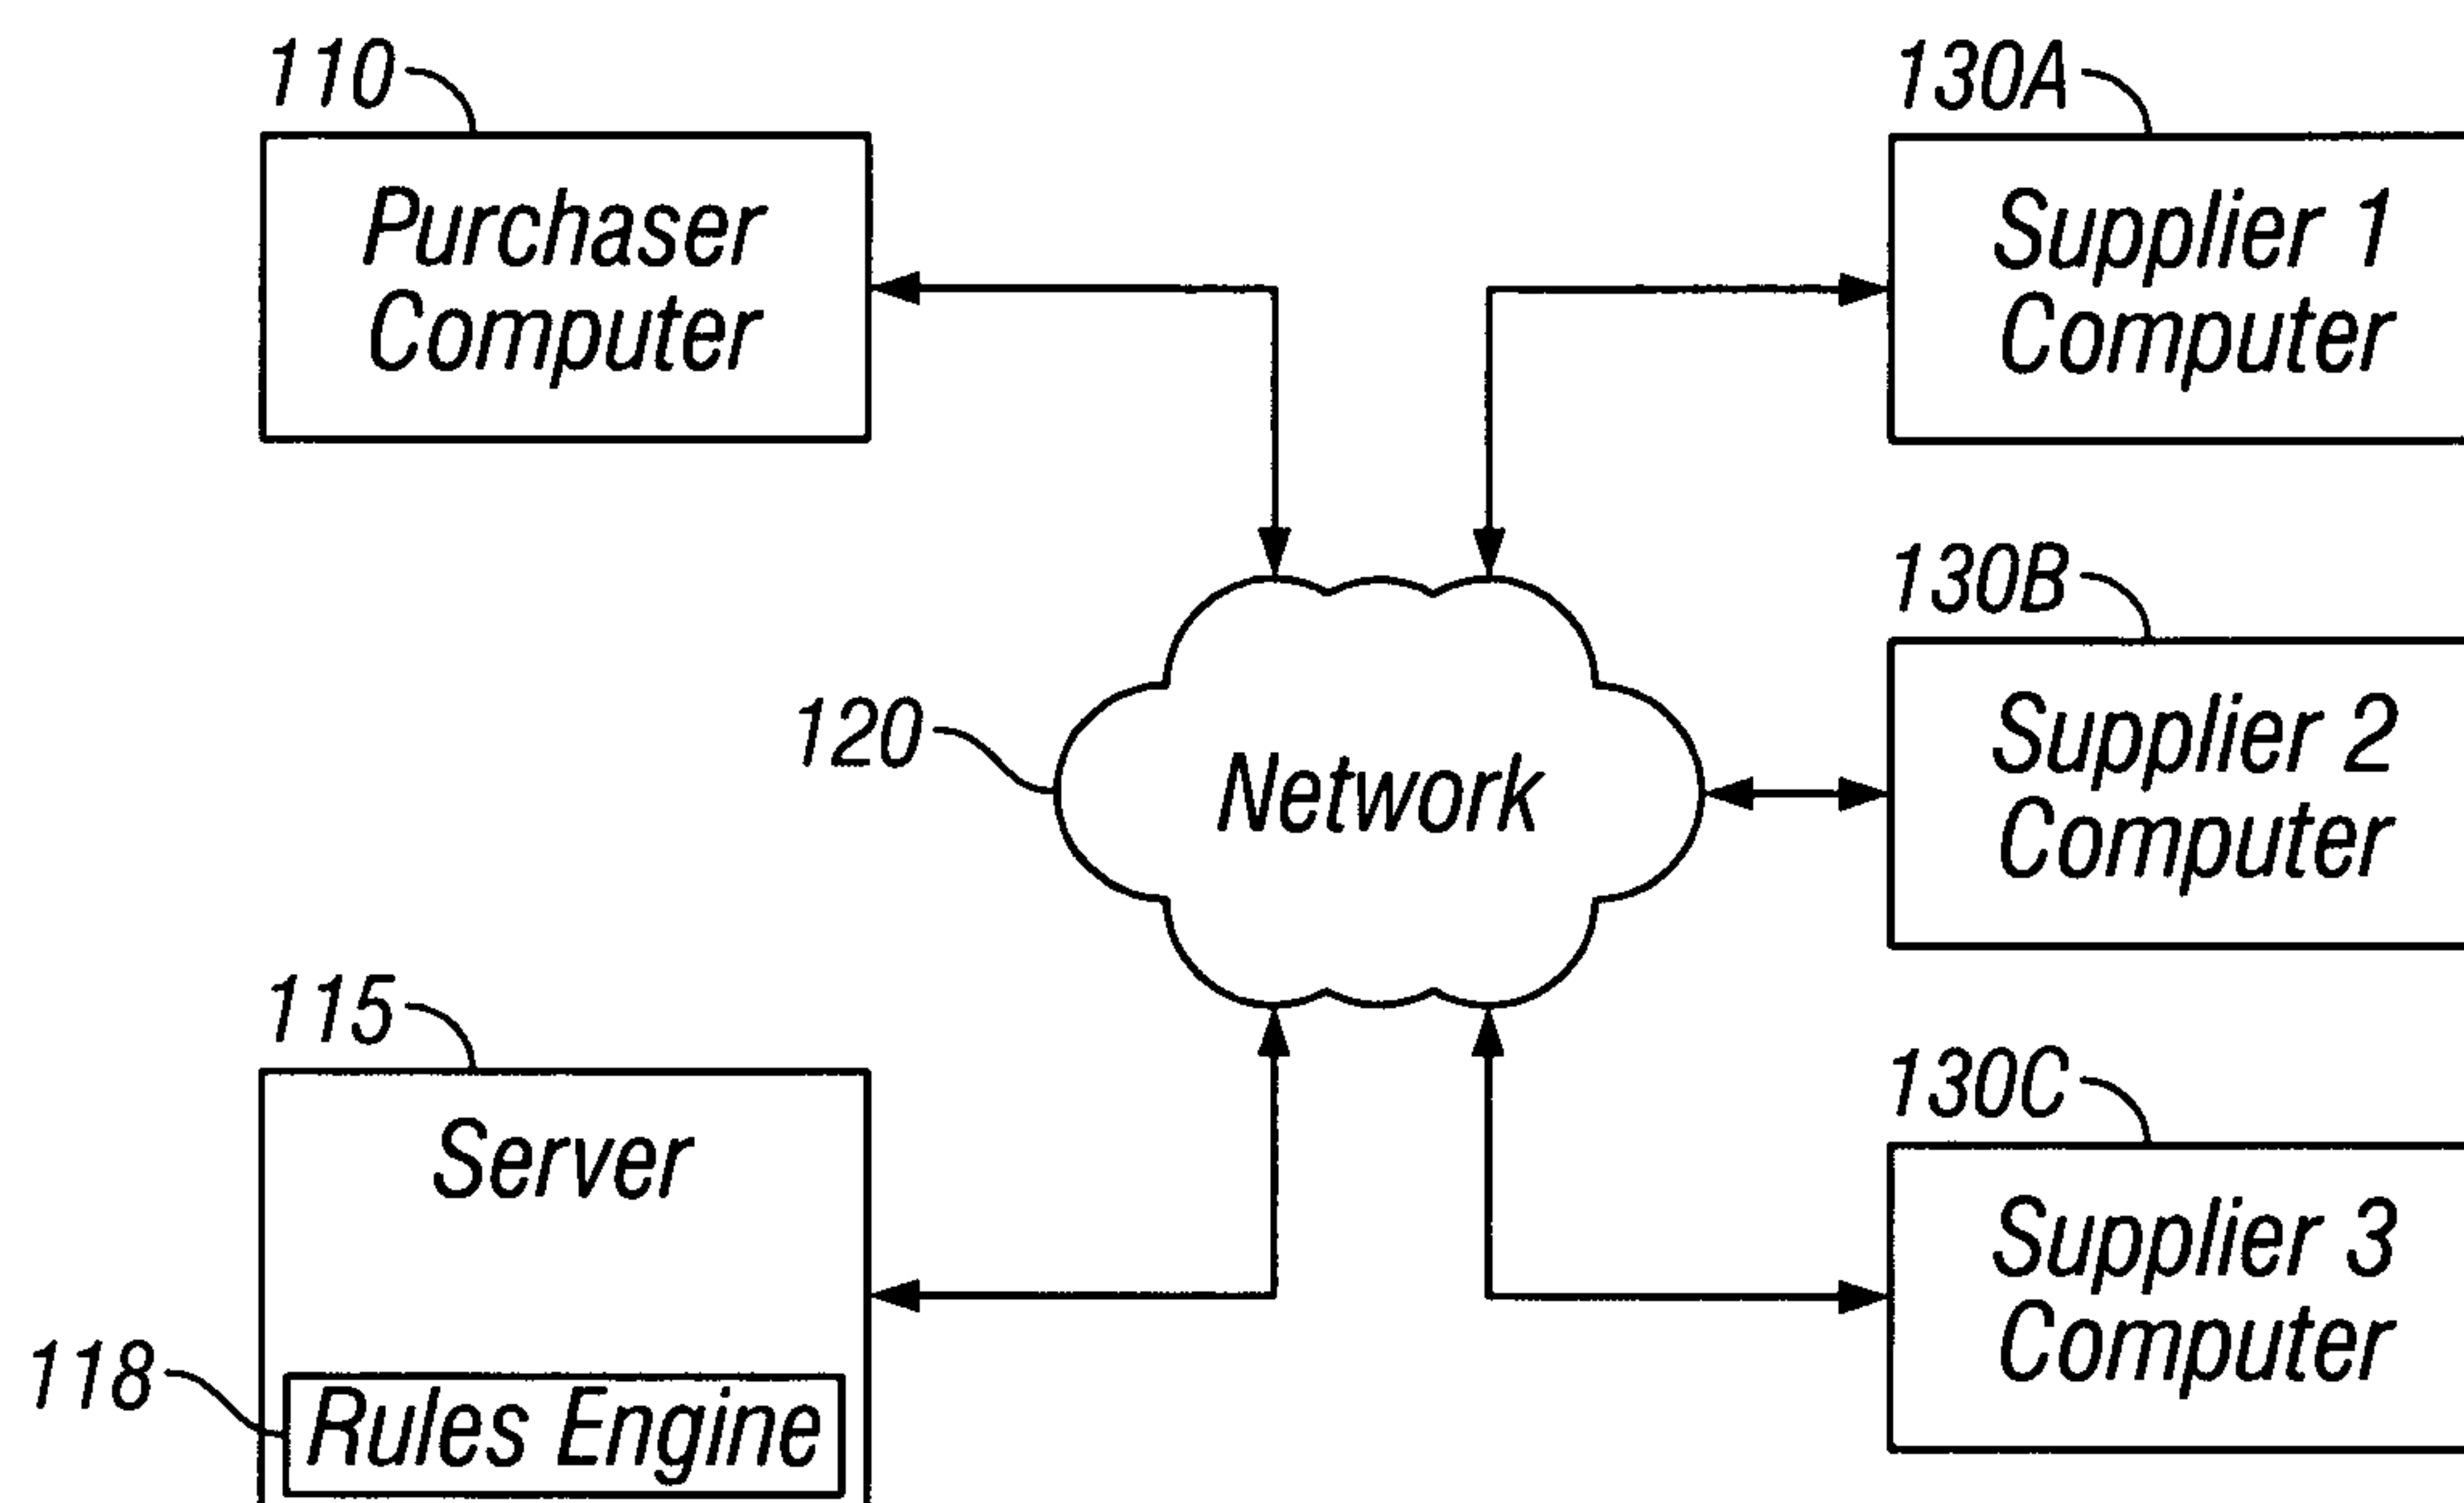 110
Purchaser
Computer
130A
Supplier 1
Computer
120
Network
130B
Supplier 2
Computer
115
Server
118
Rules Engine
130C
Supplier 3
Computer